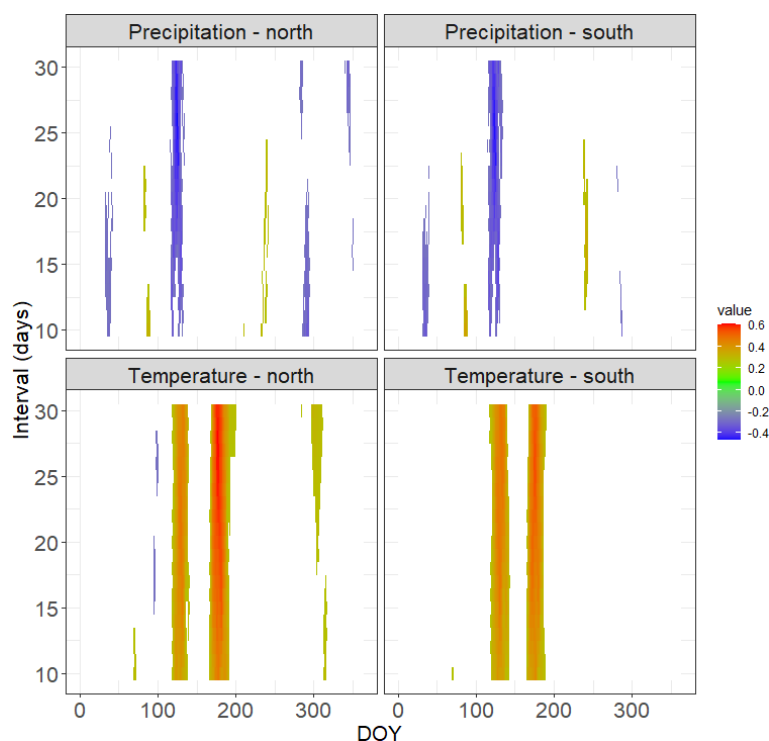 Precipitation - north
Precipitation - south
30
25
20
15
10
value
0.6
0.4
0.2
0.0
-0.2
-0.4
Interval (days)
Temperature - north
Temperature - south
30
25
20
15
10
0 100 200 300
0 100 200 300
DOY